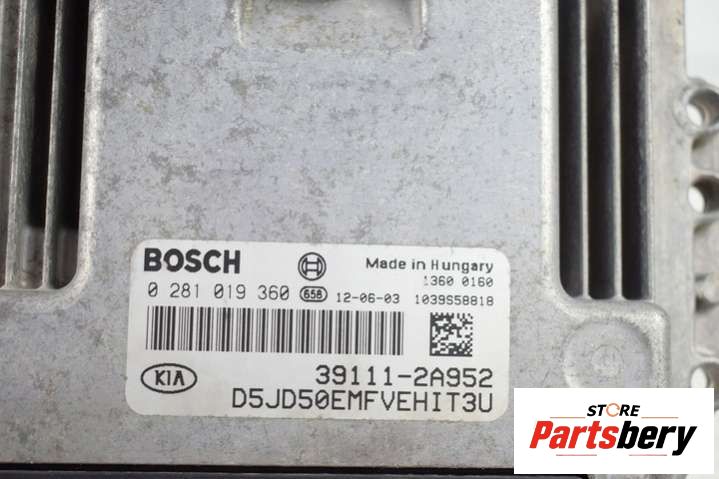 BOSCH
Made in Hungary
1360 0160
0 281 019 360 658 12-06-03 1039S58818
KIA
39111-2A952
D5JD50EMFVEHIT3U
STORE
Partsbery